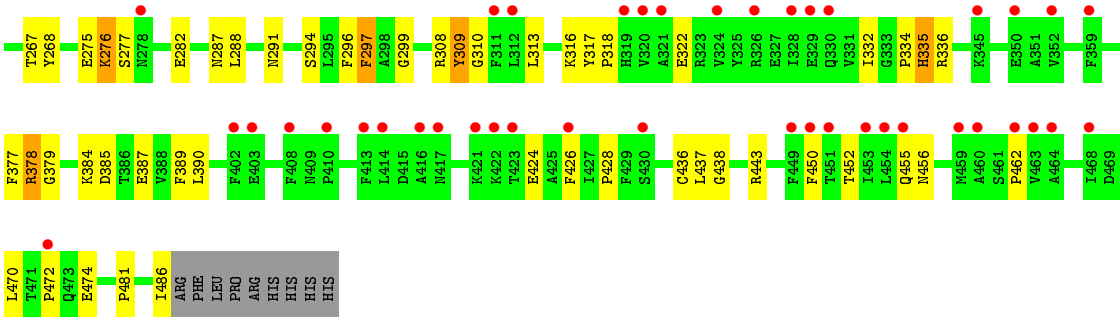 T267 Y268 E275 K276 S277 N278 E282 N287 L288 N291 S294 L295 F296 F297 A298 G299 R308 Y309 G310 F311 L312 L313 K316 Y317 P318 H319 V320 A321 E322 R323 V324 Y325 R326 E327 I328 E329 Q330 V331 I332 G333 P334 H335 R336 K345 E350 A351 V352 F359
F377 R378 G379 K384 D385 T386 E387 V388 F389 L390 F402 E403 F408 N409 P410 F413 L414 D415 A416 N417 K421 K422 T423 E424 A425 F426 I427 P428 F429 S430 C436 L437 G438 R443 F449 F450 T451 T452 I453 L454 Q455 N456 M459 A460 S461 P462 V463 A464 I468 D469
L470 T471 P472 Q473 E474 P481 I486 ARG PHE LEU PRO ARG HIS HIS HIS HIS